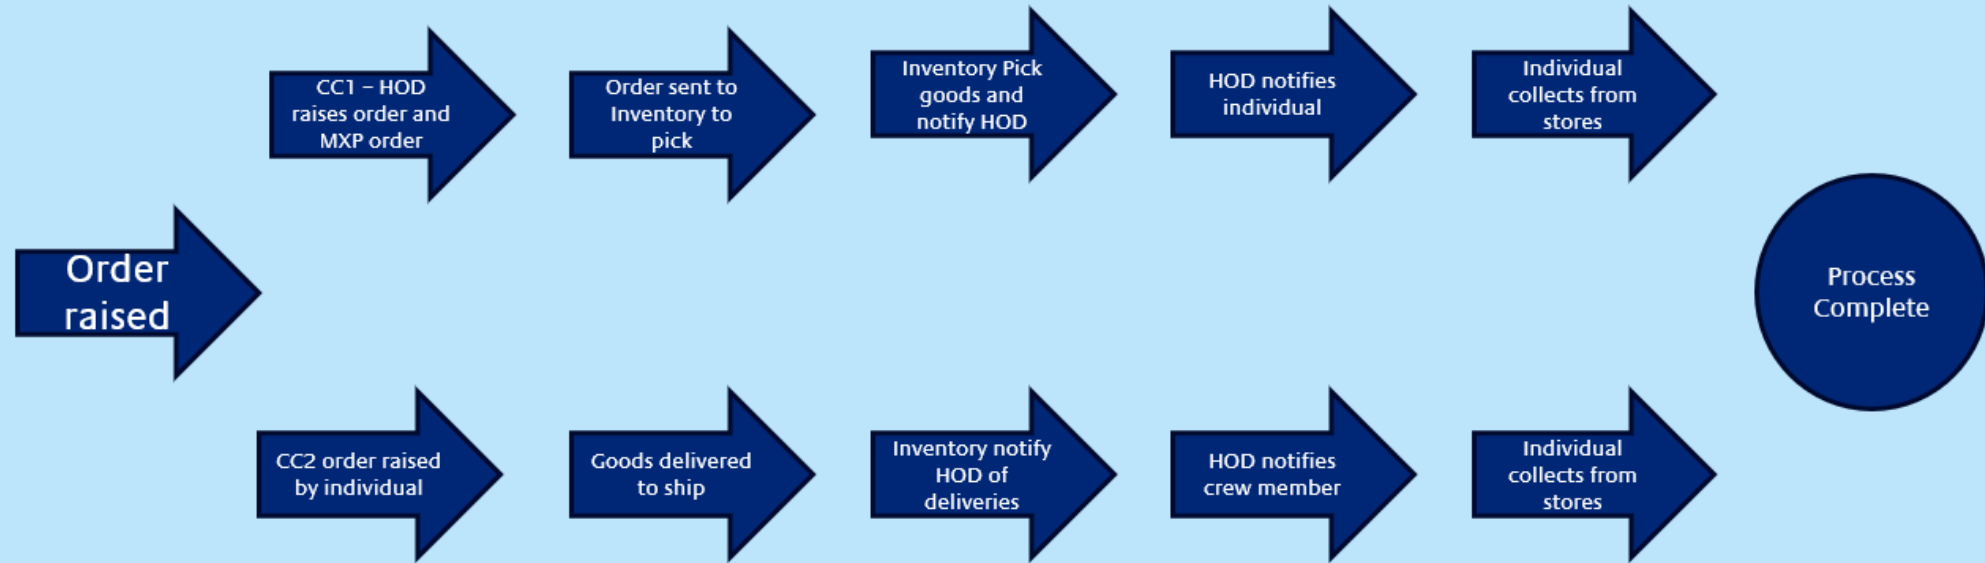 Order
raised
CC1 – HOD
raises order and
MXP order
Order sent to
Inventory to
pick
Inventory Pick
goods and
notify HOD
HOD notifies
individual
Individual
collects from
stores
CC2 order raised
by individual
Goods delivered
to ship
Inventory notify
HOD of
deliveries
HOD notifies
crew member
Individual
collects from
stores
Process
Complete